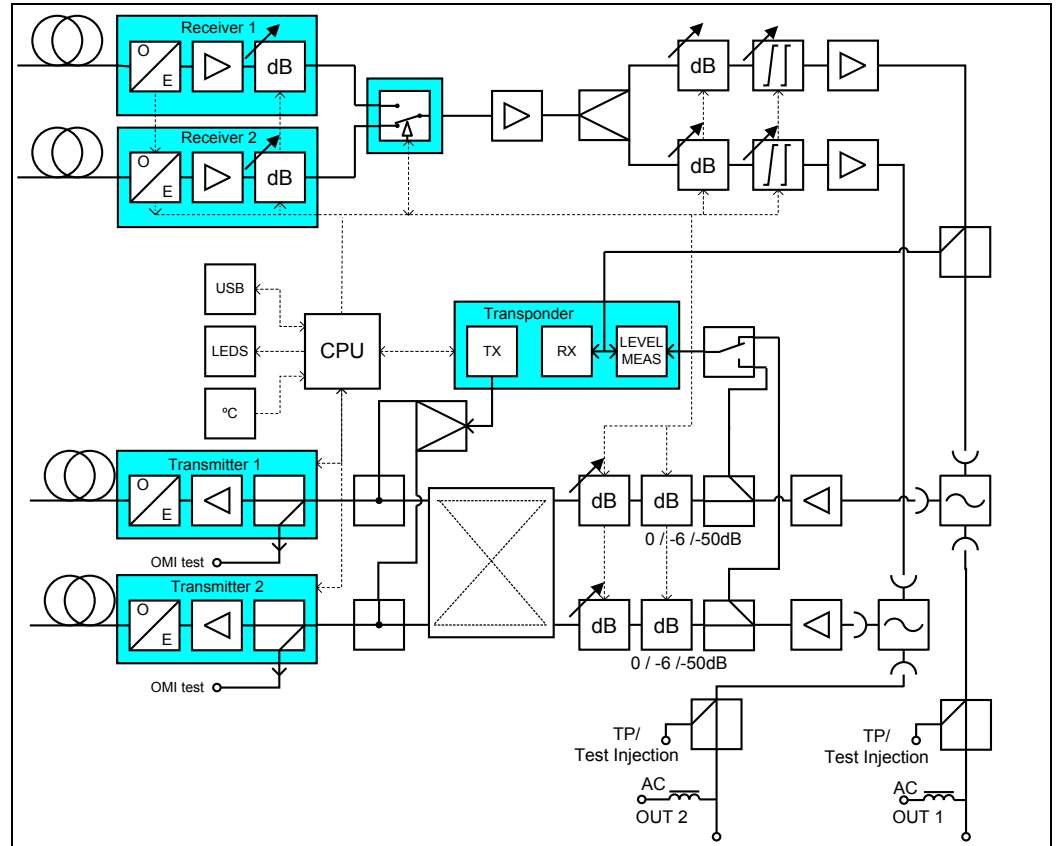 Receiver 1
O
E
dB
dB
Receiver 2
O
E
dB
dB
USB
LEDS
ºC
CPU
Transponder
TX
RX
LEVEL
MEAS
Transmitter 1
O
E
OMI test
dB
dB
0 / -6 /-50dB
Transmitter 2
O
E
OMI test
dB
dB
0 / -6 /-50dB
TP/
Test Injection
TP/
Test Injection
AC
OUT 2
AC
OUT 1